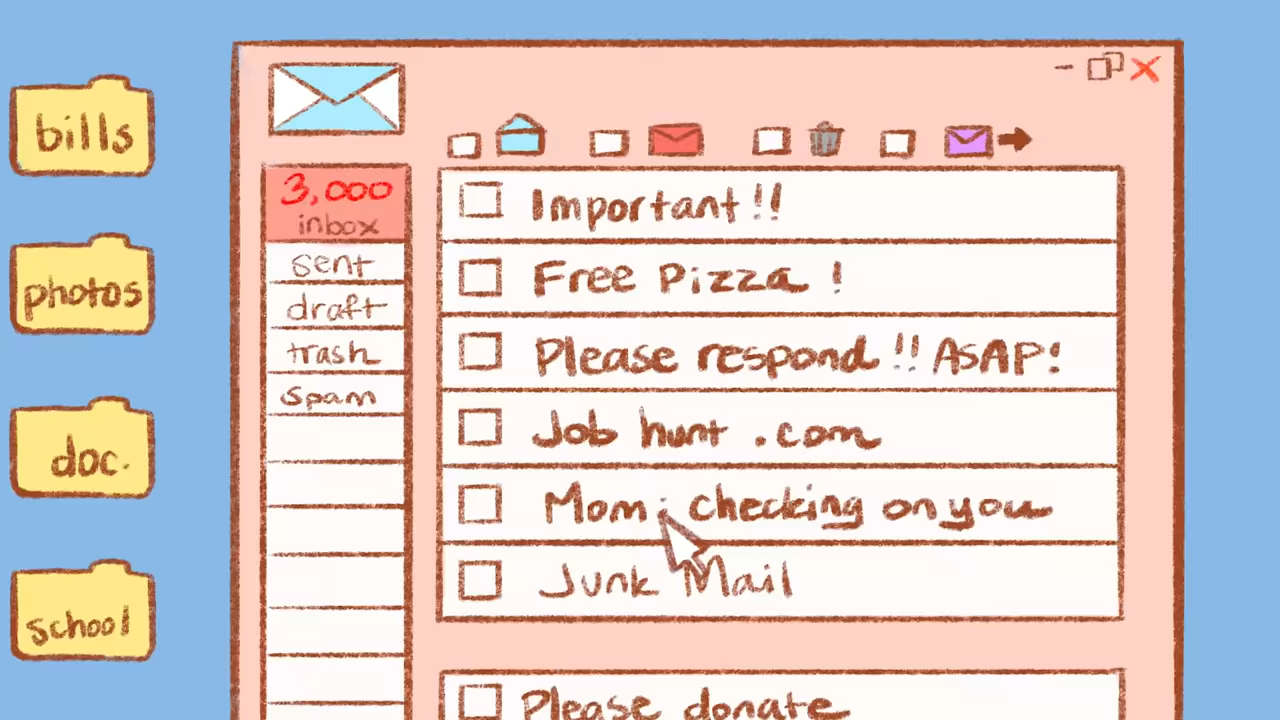 bills
photos
doc.
school
3,000
inbox
sent
draft
trash
spam
Important!!
Free Pizza!
Please respond!! ASAP!
Job hunt.com
Mom: checking on you
Junk Mail
Please donate